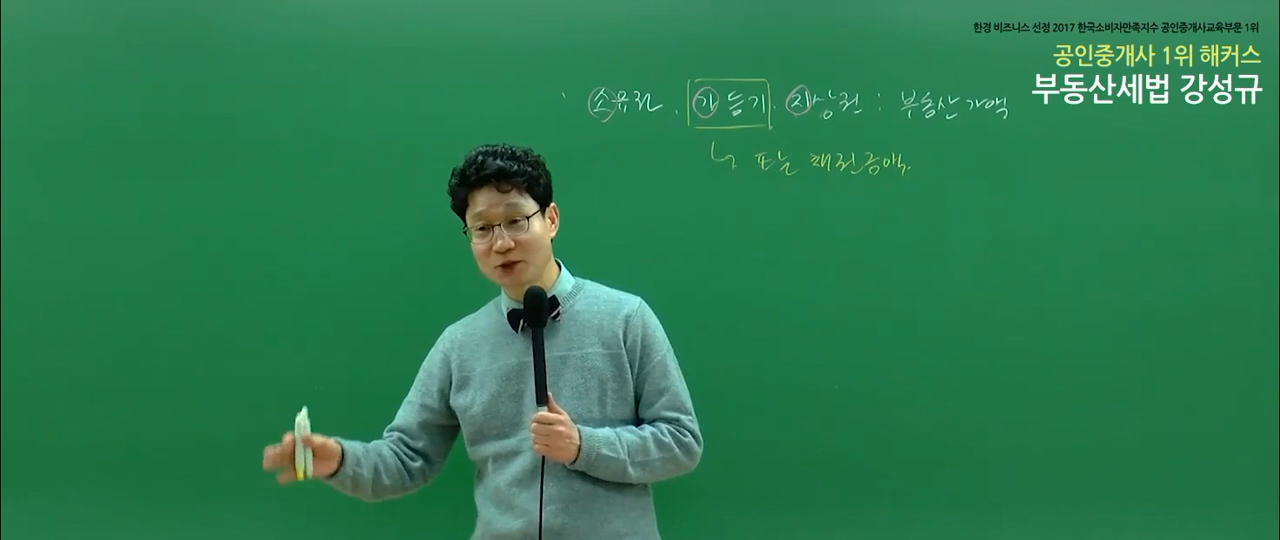 한경 비즈니스 선정 2017 한국소비자만족지수 공인중개사교육부문 1위
공인중개사 1위 해커스
부동산세법 강성규
소유권, 가등기, 지상권 : 부동산가액
↳ 또는 채권금액.